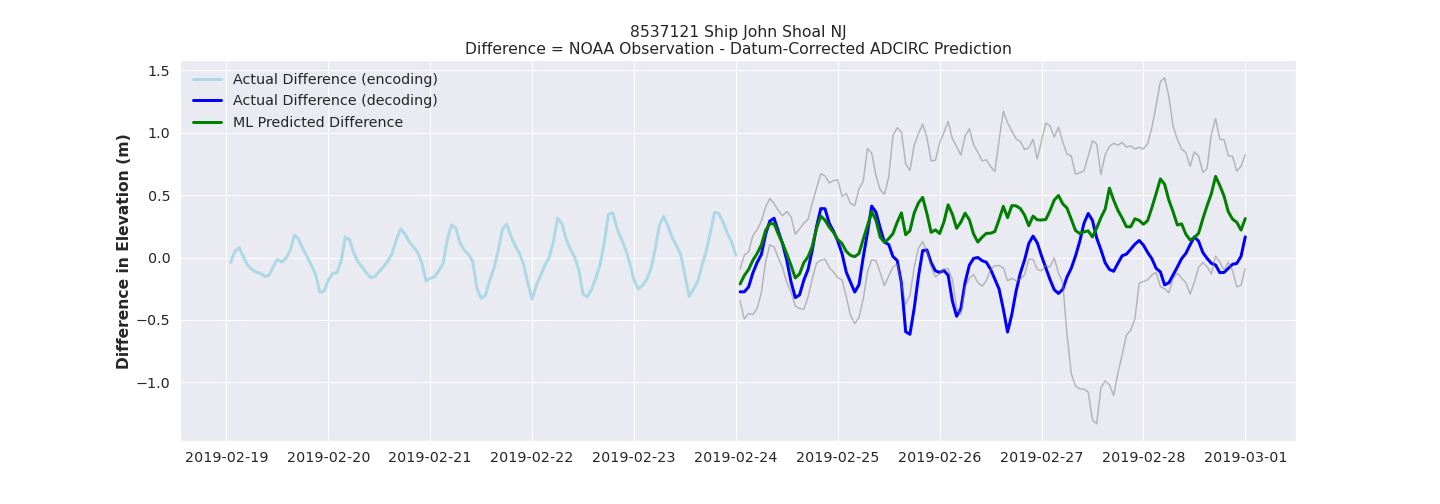 8537121 Ship John Shoal NJ
Difference = NOAA Observation - Datum-Corrected ADCIRC Prediction
Actual Difference (encoding)
Actual Difference (decoding)
ML Predicted Difference
Difference in Elevation (m)
1.5
1.0
0.5
0.0
−0.5
−1.0
2019-02-19 2019-02-20 2019-02-21 2019-02-22 2019-02-23 2019-02-24 2019-02-25 2019-02-26 2019-02-27 2019-02-28 2019-03-01